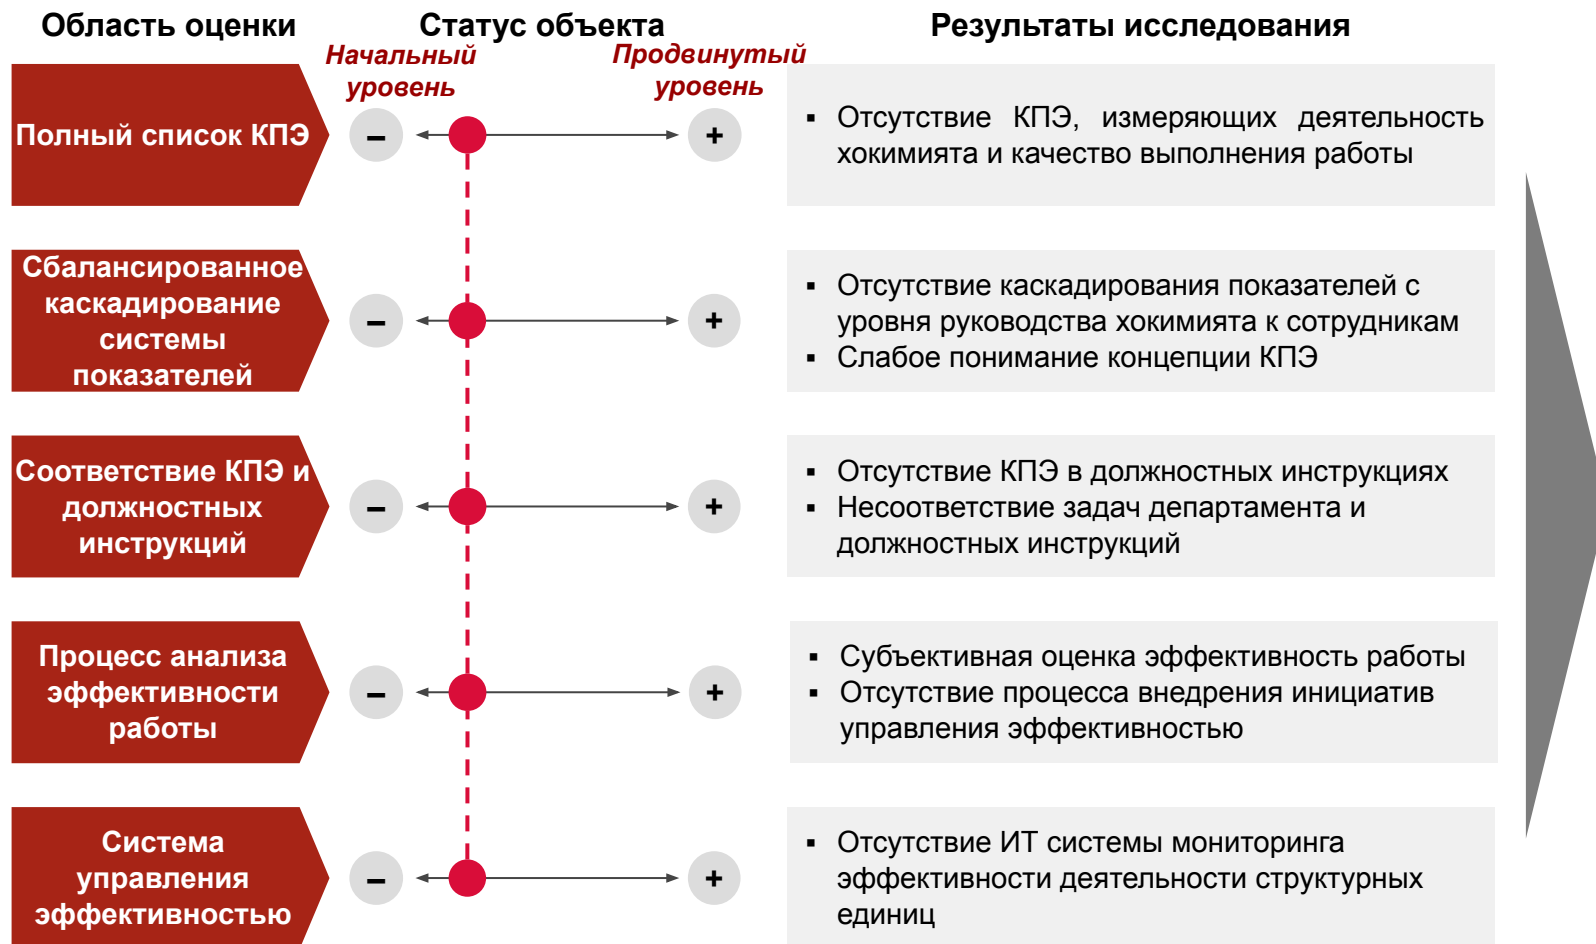 Область оценки
Статус объекта
Результаты исследования
Начальный
уровень
Продвинутый
уровень
Полный список КПЭ
–
+
▪ Отсутствие КПЭ, измеряющих деятельность
хокимията и качество выполнения работы
Сбалансированное
каскадирование
системы
показателей
–
+
▪ Отсутствие каскадирования показателей с
уровня руководства хокимията к сотрудникам
▪ Слабое понимание концепции КПЭ
Соответствие КПЭ и
должностных
инструкций
–
+
▪ Отсутствие КПЭ в должностных инструкциях
▪ Несоответствие задач департамента и
должностных инструкций
Процесс анализа
эффективности
работы
–
+
▪ Субъективная оценка эффективность работы
▪ Отсутствие процесса внедрения инициатив
управления эффективностью
Система
управления
эффективностью
–
+
▪ Отсутствие ИТ системы мониторинга
эффективности деятельности структурных
единиц